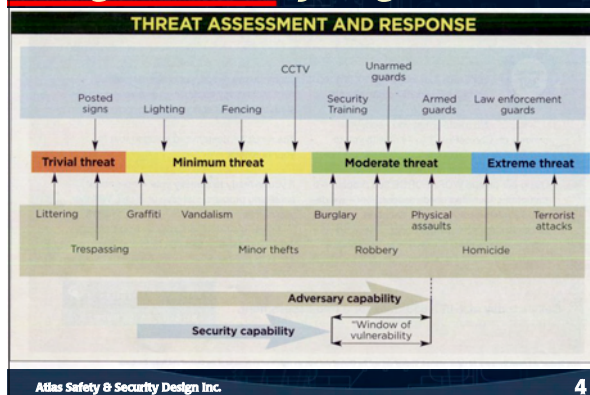 THREAT ASSESSMENT AND RESPONSE
CCTV
Unarmed
guards
Posted
signs
Lighting
Fencing
Security
Training
Armed
guards
Law enforcement
guards
Trivial threat
Minimum threat
Moderate threat
Extreme threat
Littering
Graffiti
Vandalism
Burglary
Physical
assaults
Terrorist
attacks
Trespassing
Minor thefts
Robbery
Homicide
Adversary capability
Security capability
"Window of
vulnerability
Atlas Safety & Security Design Inc.
4